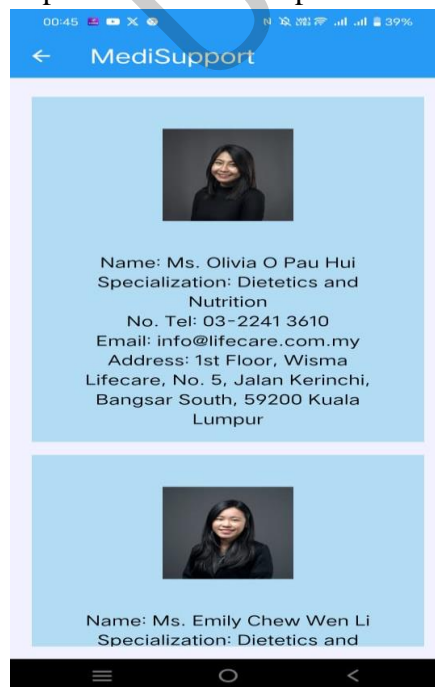 00:45 N 39%
MediSupport
Name: Ms. Olivia O Pau Hui
Specialization: Dietetics and
Nutrition
No. Tel: 03-2241 3610
Email: info@lifecare.com.my
Address: 1st Floor, Wisma
Lifecare, No. 5, Jalan Kerinchi,
Bangsar South, 59200 Kuala
Lumpur
Name: Ms. Emily Chew Wen Li
Specialization: Dietetics and